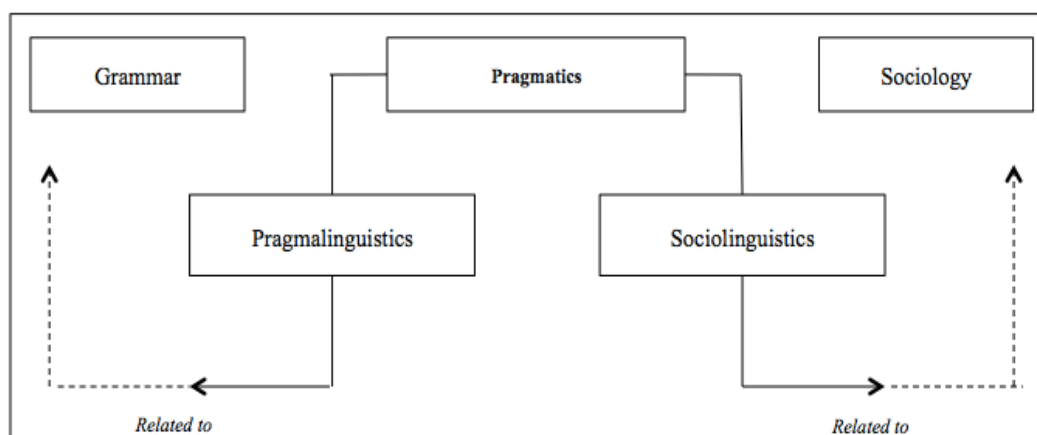 Grammar
Pragmatics
Sociology
Pragmalinguistics
Sociolinguistics
Related to
Related to